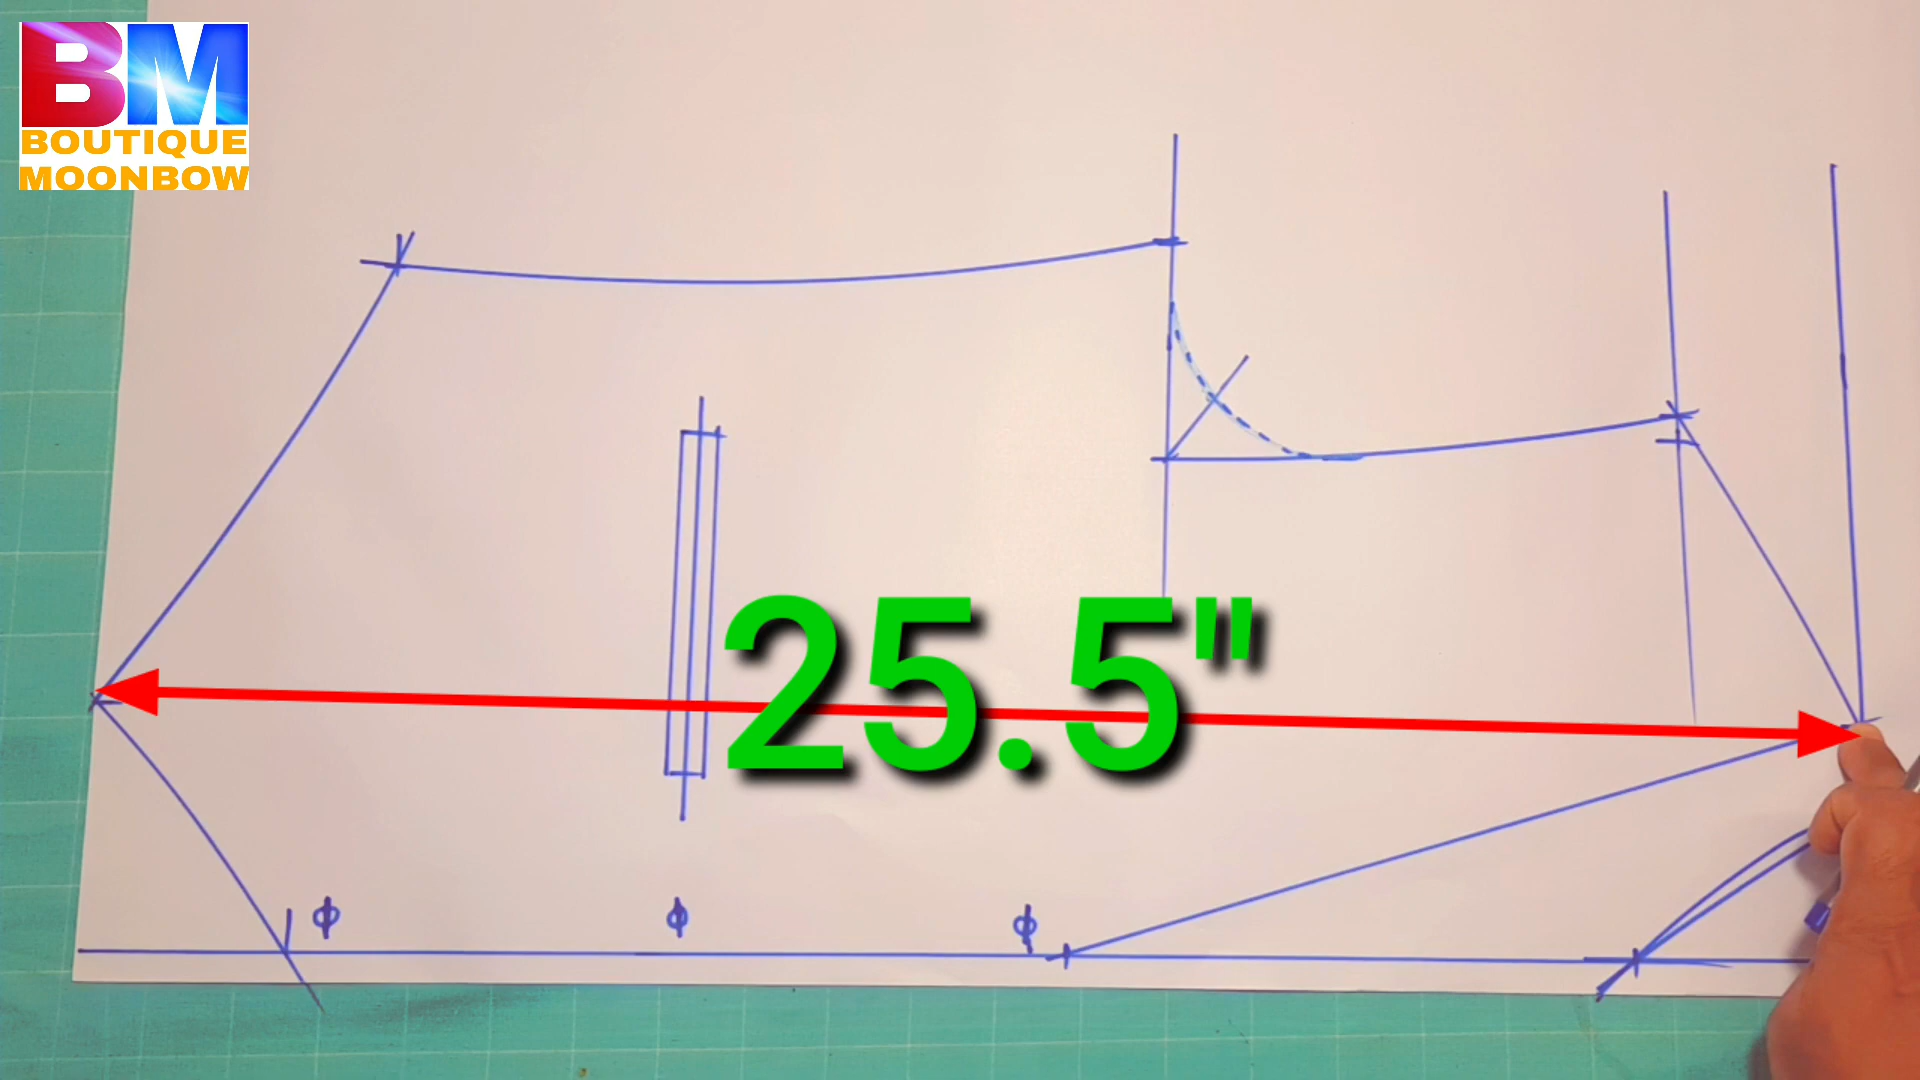 BM
BOUTIQUE
MOONBOW
25.5"
φ φ φ